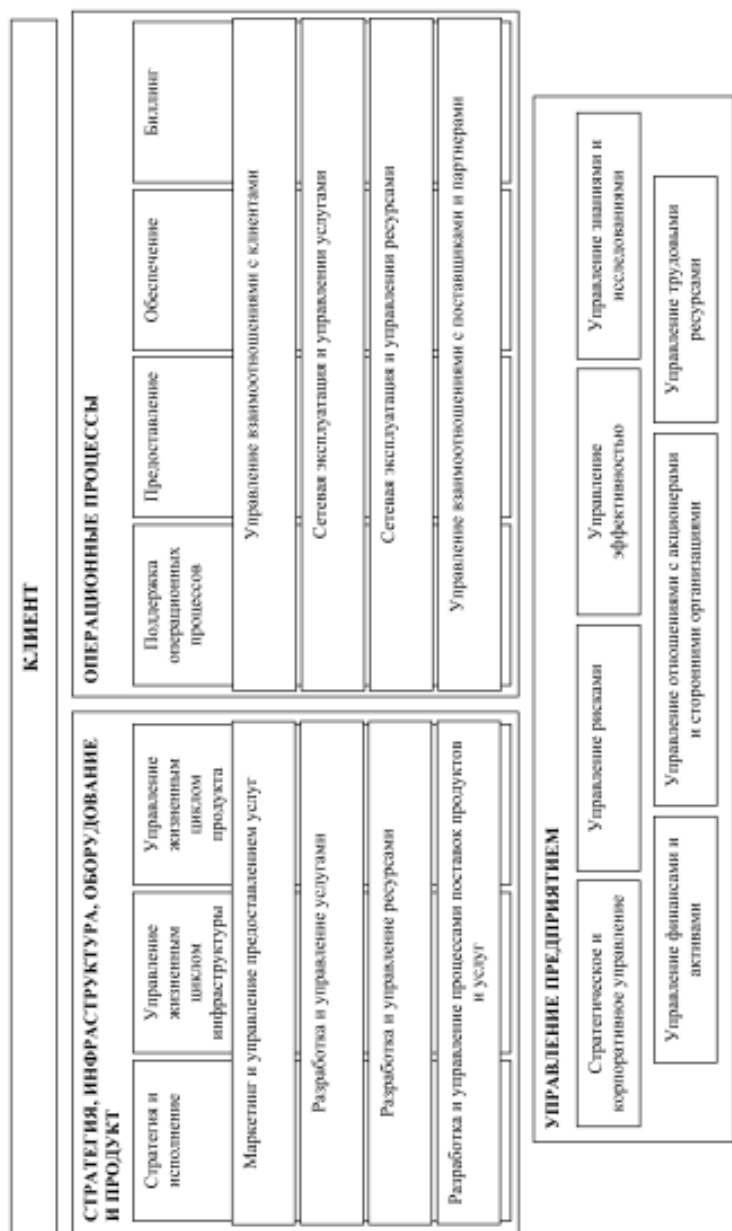 КЛИЕНТ
СТРАТЕГИЯ, ИНФРАСТРУКТУРА, ОБОРУДОВАНИЕ
И ПРОДУКТ
Стратегия и
исполнение
Управление
жизненным
циклом
инфраструктуры
Управление
жизненным
циклом
продукта
Маркетинг и управление предоставлением услуг
Разработка и управление услугами
Разработка и управление ресурсами
Разработка и управление процессами поставок продуктов
и услуг
ОПЕРАЦИОННЫЕ ПРОЦЕССЫ
Поддержка
операционных
процессов
Предоставление
Обеспечение
Биллинг
Управление взаимоотношениями с клиентами
Сетевая эксплуатация и управлении услугами
Сетевая эксплуатация и управлении ресурсами
Управление взаимоотношениями с поставщиками и партнерами
УПРАВЛЕНИЕ ПРЕДПРИЯТИЕМ
Стратегическое и
корпоративное управление
Управление рисками
Управление
эффективностью
Управление знаниями и
исследованиями
Управление финансами и
активами
Управление отношениями с акционерами
и сторонними организациями
Управление трудовыми
ресурсами